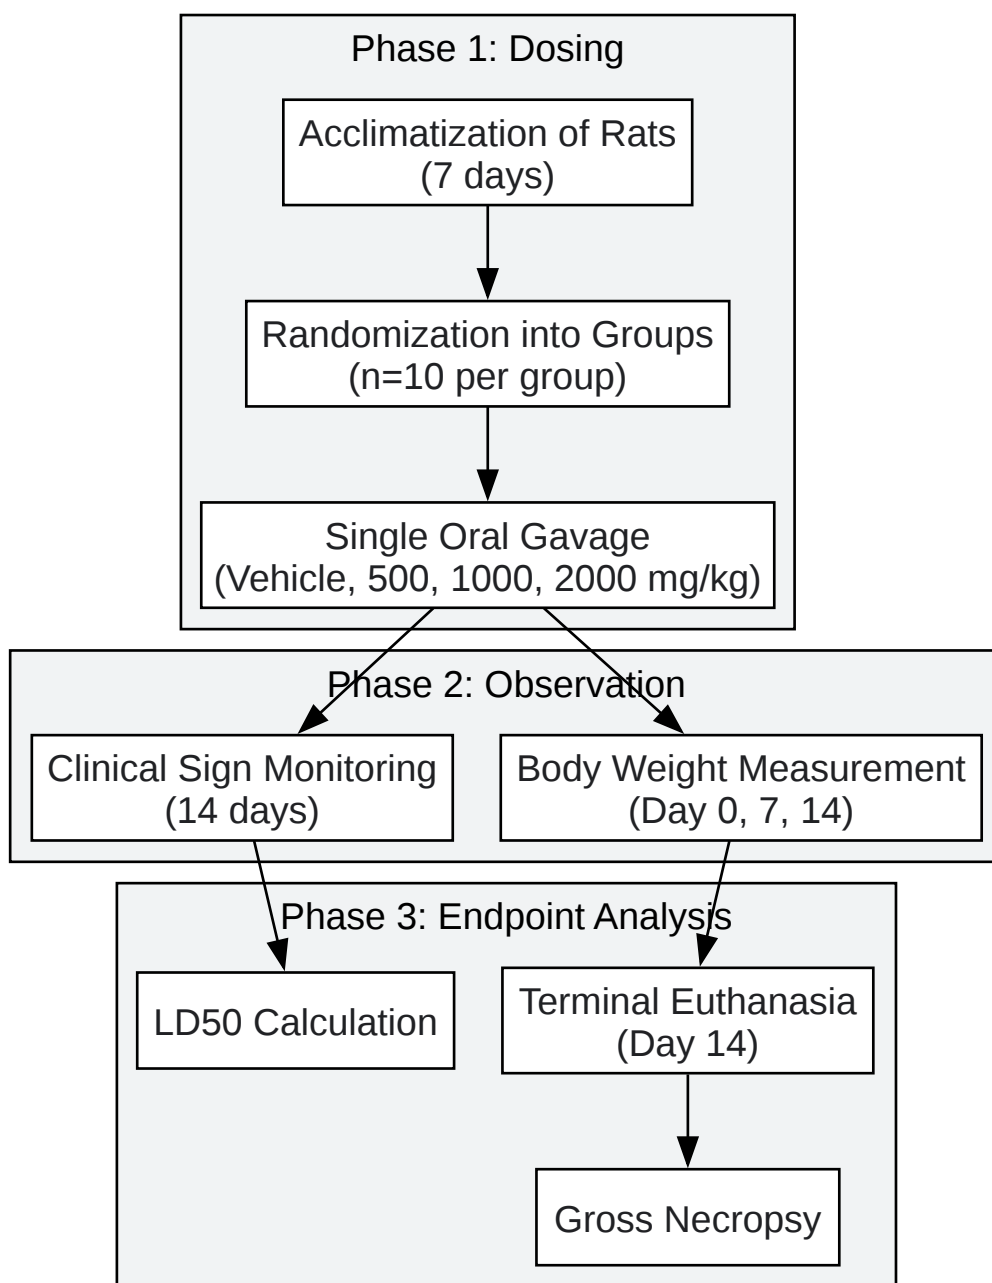 Phase 1: Dosing
Acclimatization of Rats
(7 days)
Randomization into Groups
(n=10 per group)
Single Oral Gavage
(Vehicle, 500, 1000, 2000 mg/kg)
Phase 2: Observation
Clinical Sign Monitoring
(14 days)
Body Weight Measurement
(Day 0, 7, 14)
Phase 3: Endpoint Analysis
LD50 Calculation
Terminal Euthanasia
(Day 14)
Gross Necropsy